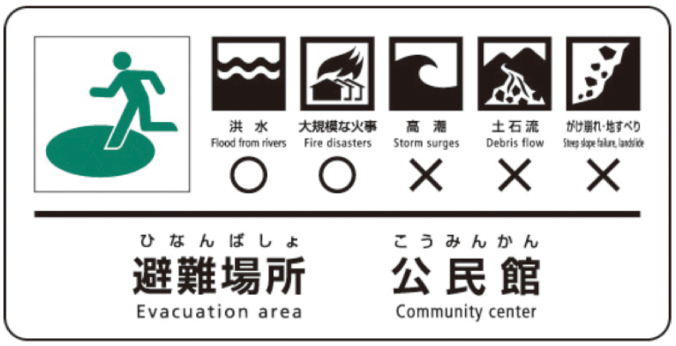 洪水 大規模な火事 高潮 土石流 がけ崩れ・地すべり
Flood from rivers Fire disasters Storm surges Debris flow Steep slope failure, landslide
○ ○ × × ×
ひなんばしょ こうみんかん
避難場所 公民館
Evacuation area Community center